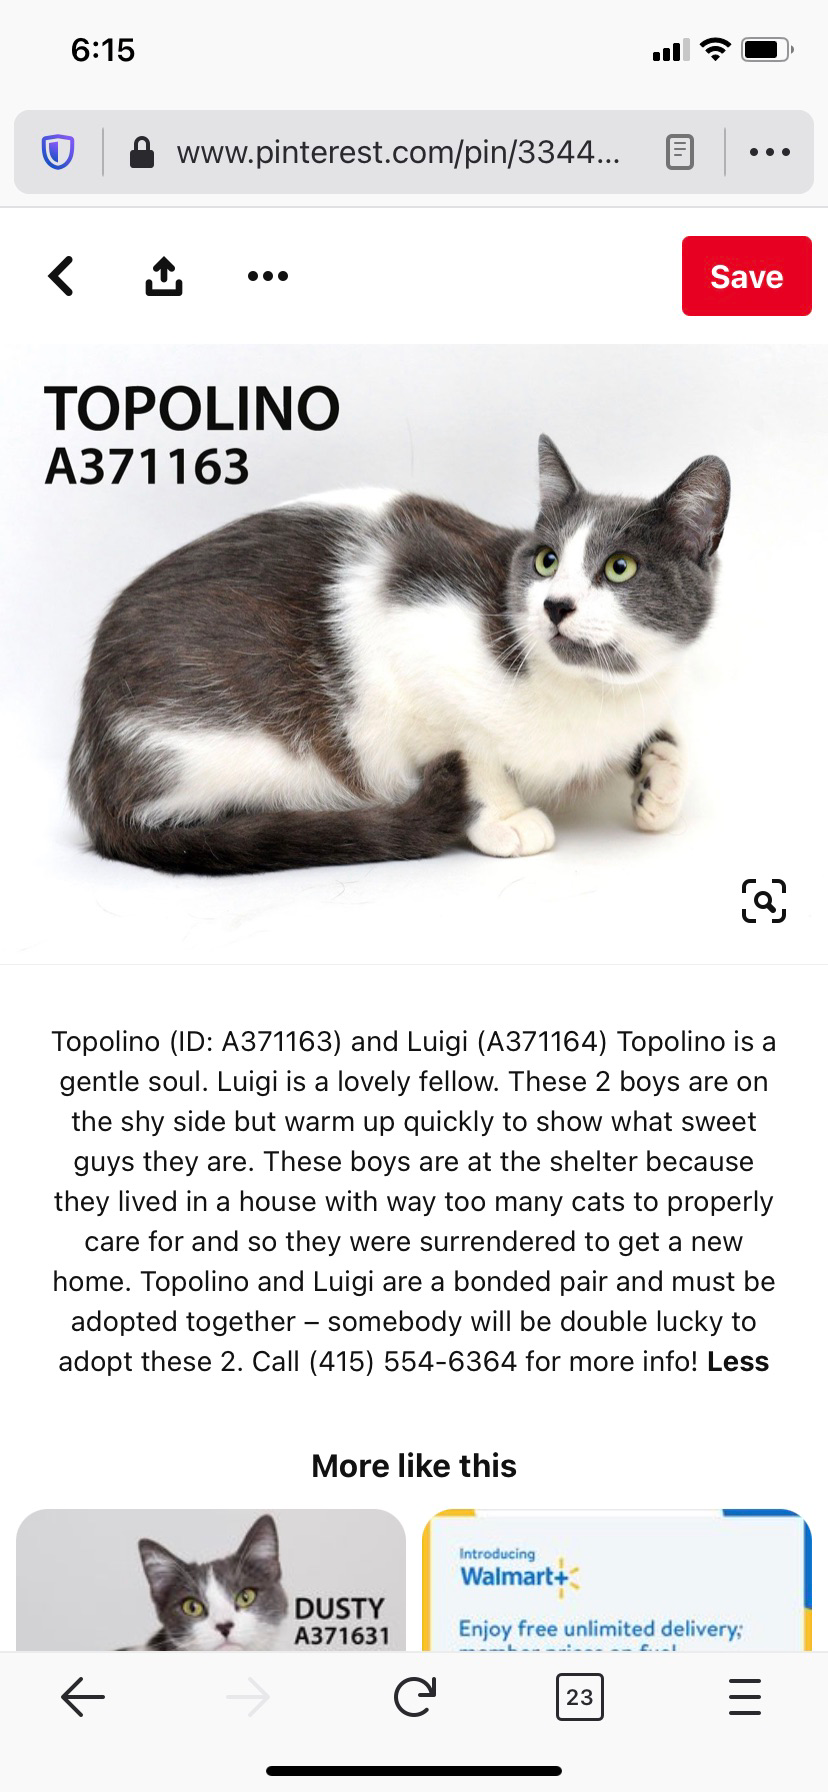 6:15
www.pinterest.com/pin/3344...
Save
TOPOLINO
A371163
Topolino (ID: A371163) and Luigi (A371164) Topolino is a
gentle soul. Luigi is a lovely fellow. These 2 boys are on
the shy side but warm up quickly to show what sweet
guys they are. These boys are at the shelter because
they lived in a house with way too many cats to properly
care for and so they were surrendered to get a new
home. Topolino and Luigi are a bonded pair and must be
adopted together – somebody will be double lucky to
adopt these 2. Call (415) 554-6364 for more info! Less
More like this
DUSTY
A371631
Introducing
Walmart+
Enjoy free unlimited delivery,
23